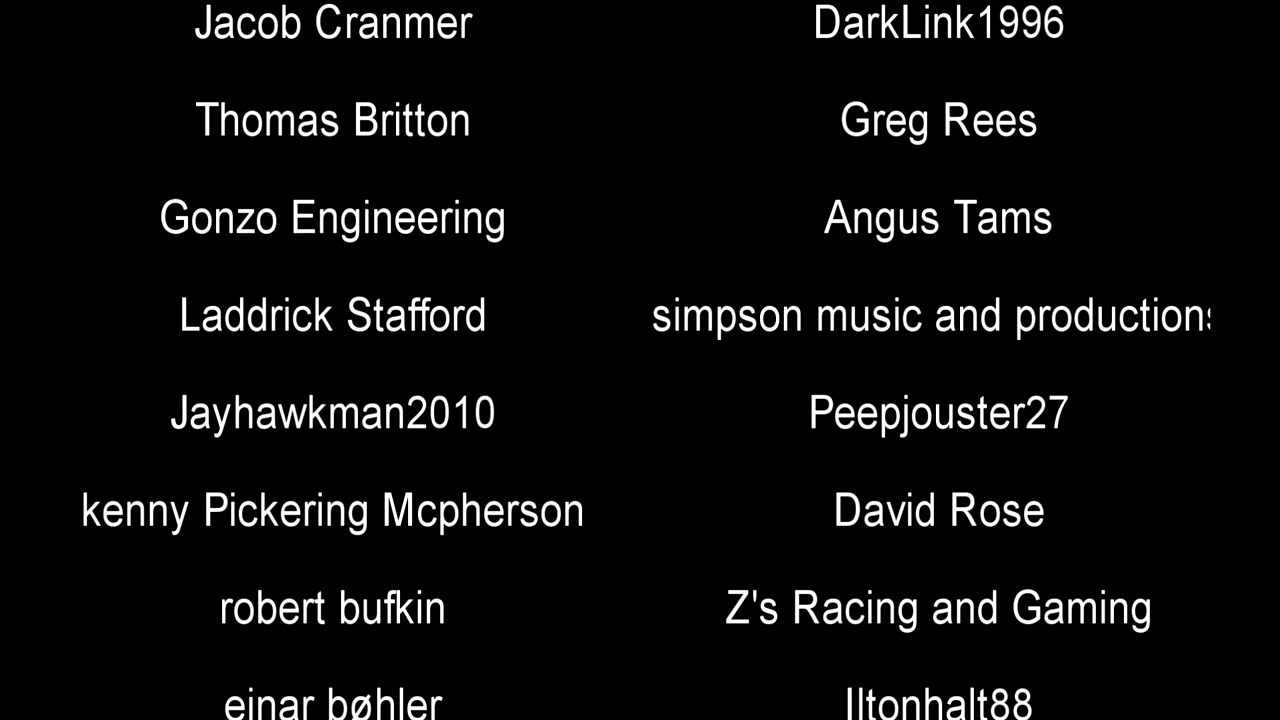 Jacob Cranmer
DarkLink1996
Thomas Britton
Greg Rees
Gonzo Engineering
Angus Tams
Laddrick Stafford
simpson music and productions
Jayhawkman2010
Peepjouster27
kenny Pickering Mcpherson
David Rose
robert bufkin
Z's Racing and Gaming
einar bøhler